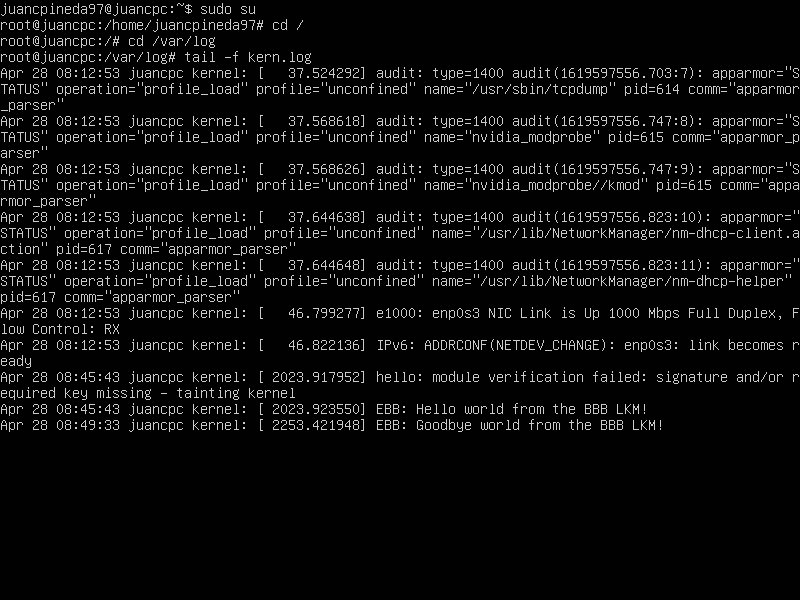 juancpineda97@juancpc:~$ sudo su
root@juancpc:/home/juancpineda97# cd /
root@juancpc:/# cd /var/log
root@juancpc:/var/log# tail -f kern.log
Apr 28 08:12:53 juancpc kernel: [   37.524292] audit: type=1400 audit(1619597556.703:7): apparmor="S
TATUS" operation="profile_load" profile="unconfined" name="/usr/sbin/tcpdump" pid=614 comm="apparmor
_parser"
Apr 28 08:12:53 juancpc kernel: [   37.568618] audit: type=1400 audit(1619597556.747:8): apparmor="S
TATUS" operation="profile_load" profile="unconfined" name="nvidia_modprobe" pid=615 comm="apparmor_p
arser"
Apr 28 08:12:53 juancpc kernel: [   37.568626] audit: type=1400 audit(1619597556.747:9): apparmor="S
TATUS" operation="profile_load" profile="unconfined" name="nvidia_modprobe//kmod" pid=615 comm="appa
rmor_parser"
Apr 28 08:12:53 juancpc kernel: [   37.644638] audit: type=1400 audit(1619597556.823:10): apparmor="
STATUS" operation="profile_load" profile="unconfined" name="/usr/lib/NetworkManager/nm-dhcp-client.a
ction" pid=617 comm="apparmor_parser"
Apr 28 08:12:53 juancpc kernel: [   37.644648] audit: type=1400 audit(1619597556.823:11): apparmor="
STATUS" operation="profile_load" profile="unconfined" name="/usr/lib/NetworkManager/nm-dhcp-helper" 
pid=617 comm="apparmor_parser"
Apr 28 08:12:53 juancpc kernel: [   46.799277] e1000: enp0s3 NIC Link is Up 1000 Mbps Full Duplex, F
low Control: RX
Apr 28 08:12:53 juancpc kernel: [   46.822136] IPv6: ADDRCONF(NETDEV_CHANGE): enp0s3: link becomes r
eady
Apr 28 08:45:43 juancpc kernel: [ 2023.917952] hello: module verification failed: signature and/or r
equired key missing - tainting kernel
Apr 28 08:45:43 juancpc kernel: [ 2023.923550] EBB: Hello world from the BBB LKM!
Apr 28 08:49:33 juancpc kernel: [ 2253.421948] EBB: Goodbye world from the BBB LKM!